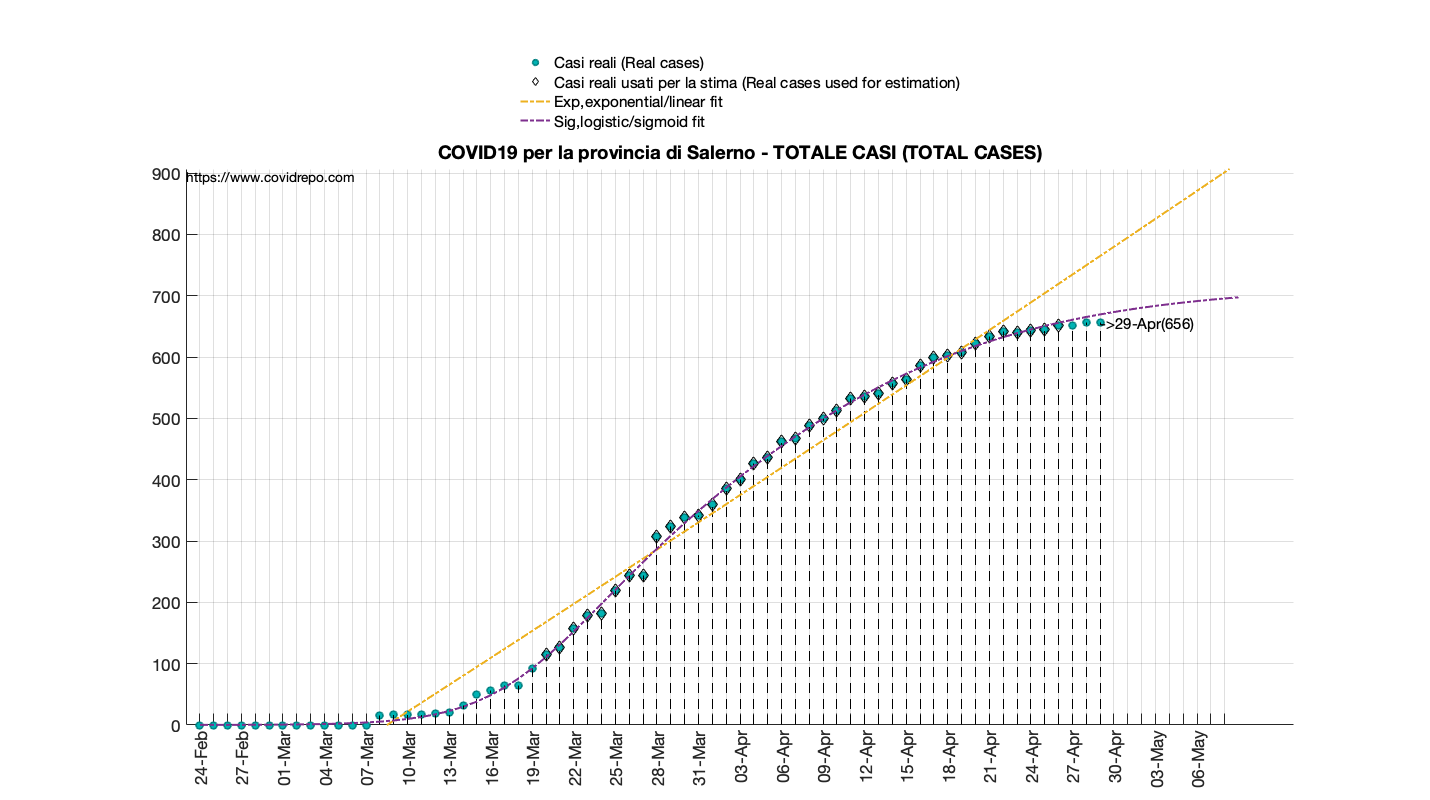 Casi reali (Real cases)
Casi reali usati per la stima (Real cases used for estimation)
Exp,exponential/linear fit
Sig,logistic/sigmoid fit
COVID19 per la provincia di Salerno - TOTALE CASI (TOTAL CASES)
https://www.covidrepo.com
900
800
700
600
500
400
300
200
100
0
->29-Apr(656)
24-Feb
27-Feb
01-Mar
04-Mar
07-Mar
10-Mar
13-Mar
16-Mar
19-Mar
22-Mar
25-Mar
28-Mar
31-Mar
03-Apr
06-Apr
09-Apr
12-Apr
15-Apr
18-Apr
21-Apr
24-Apr
27-Apr
30-Apr
03-May
06-May